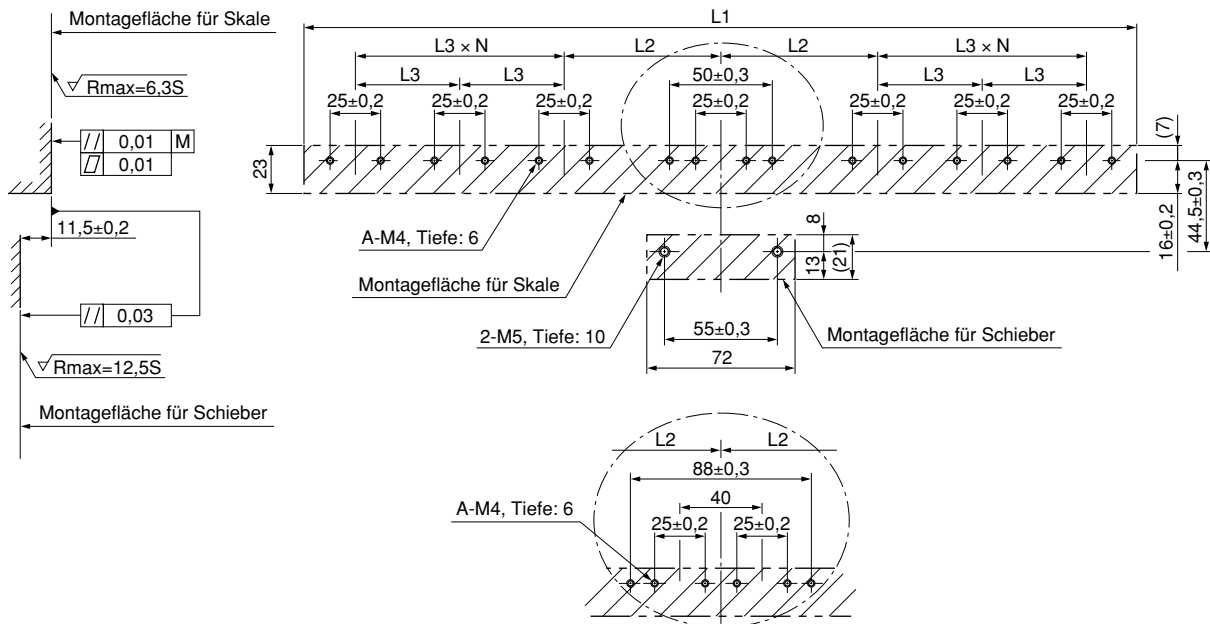 Montagefläche für Skale
Rmax=6,3S
// 0,01 M
0,01
11,5±0,2
// 0,03
Rmax=12,5S
Montagefläche für Schieber
L1
L3 × N
L2
L2
L3 × N
L3
L3
50±0,3
L3
L3
25±0,2
25±0,2
25±0,2
25±0,2
25±0,2
25±0,2
25±0,2
23
(7)
16±0,2
44,5±0,3
A-M4, Tiefe: 6
8
13
(21)
Montagefläche für Skale
2-M5, Tiefe: 10
55±0,3
Montagefläche für Schieber
72
L2
L2
88±0,3
A-M4, Tiefe: 6
40
25±0,2
25±0,2